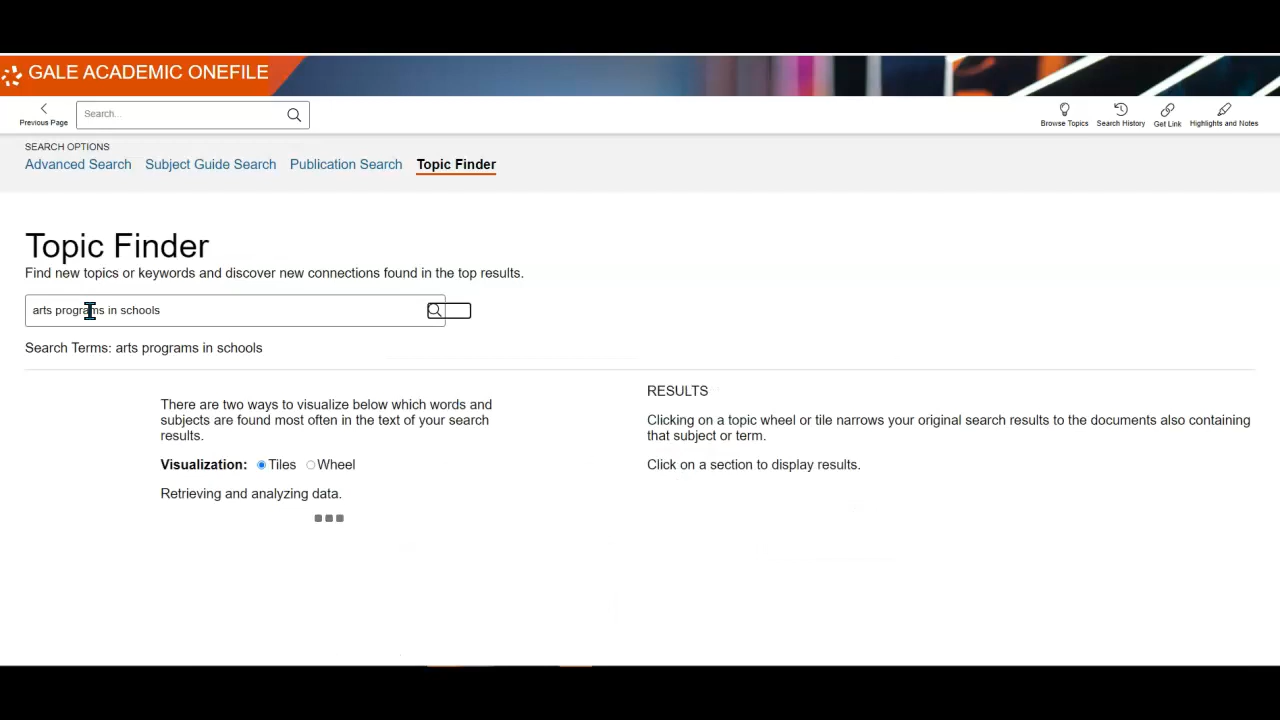 GALE ACADEMIC ONEFILE
Previous Page
Search...
Browse Topics
Search History
Get Link
Highlights and Notes
SEARCH OPTIONS
Advanced Search
Subject Guide Search
Publication Search
Topic Finder
Topic Finder
Find new topics or keywords and discover new connections found in the top results.
arts programs in schools
Search Terms: arts programs in schools
There are two ways to visualize below which words and
subjects are found most often in the text of your search
results.
Visualization: Tiles Wheel
Retrieving and analyzing data.
RESULTS
Clicking on a topic wheel or tile narrows your original search results to the documents also containing
that subject or term.
Click on a section to display results.